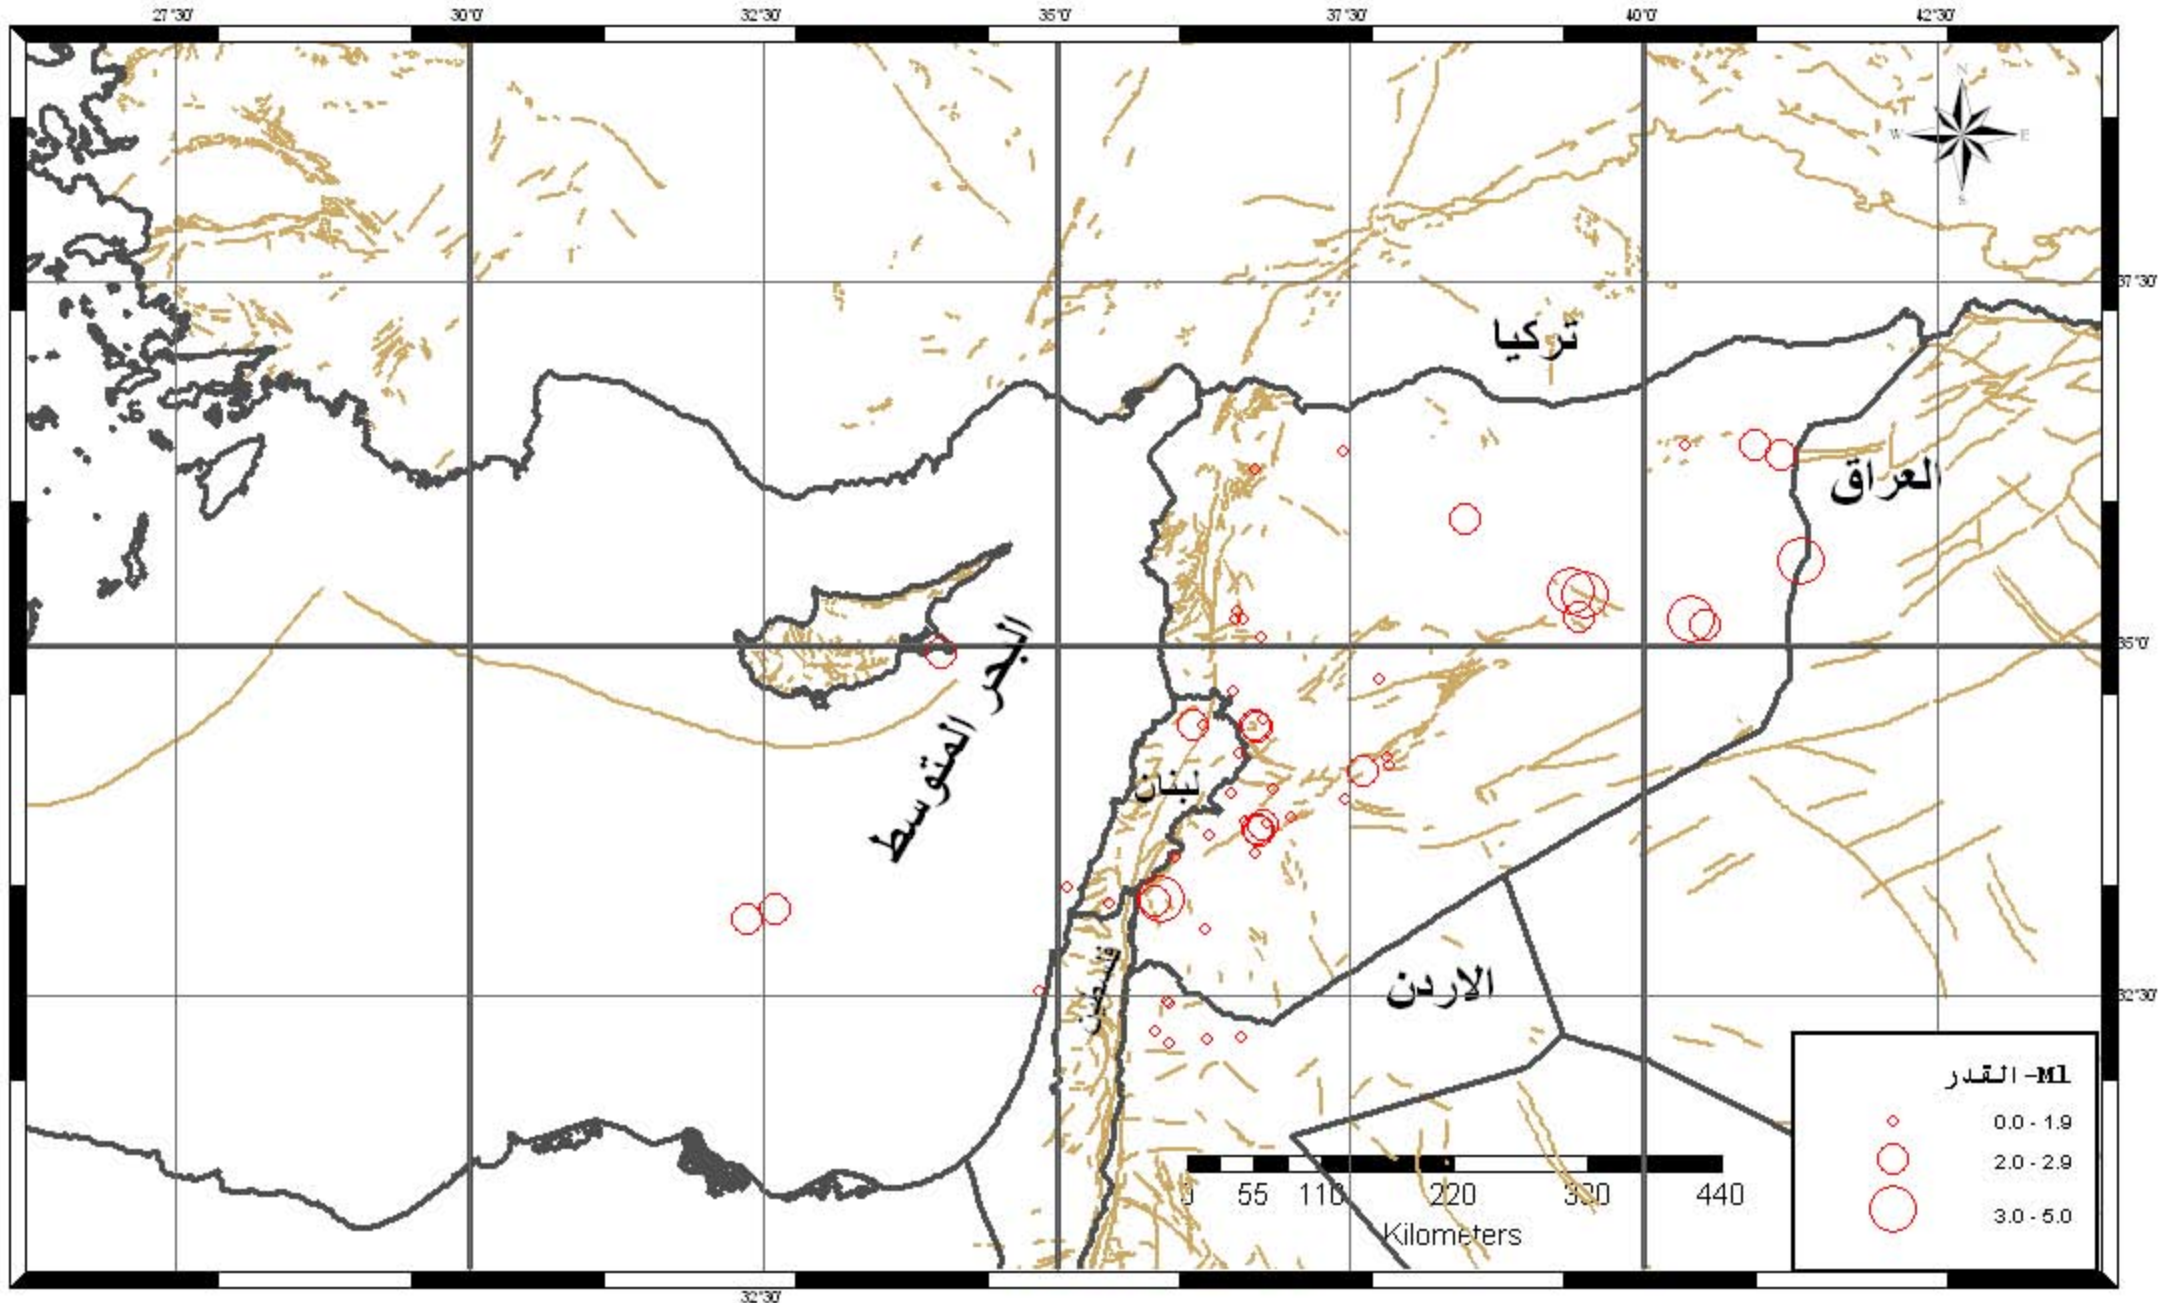 27°30' 30°0' 32°30' 35°0' 37°30' 40°0' 42°30'
N
W E
S
37°30'
تركيا
العراق
35°0'
البحر المتوسط
لبنان
فلسطين
الاردن
32°30'
القدر-Ml
0.0 - 1.9
2.0 - 2.9
3.0 - 5.0
0 55 110 220 330 440
Kilometers
32°30'